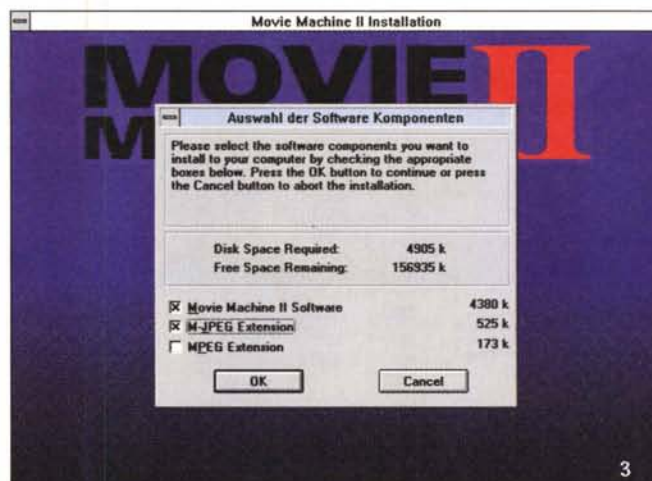 Movie Machine II Installation
MOVIE II
M
Auswahl der Software Komponenten
Please select the software components you want to
install to your computer by checking the appropriate
boxes below. Press the OK button to continue or press
the Cancel button to abort the installation.
Disk Space Required: 4905 k
Free Space Remaining: 156935 k
Movie Machine II Software 4380 k
M-JPEG Extension 525 k
MPEG Extension 173 k
OK Cancel
3